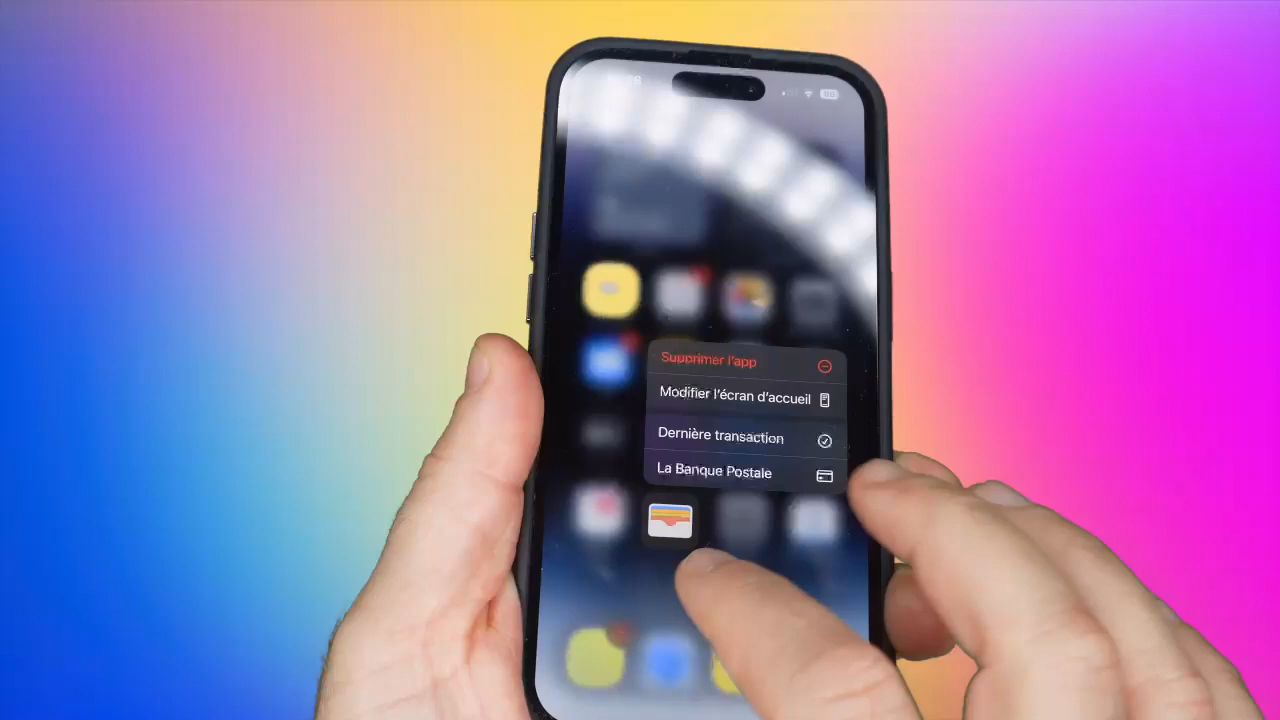 Supprimer l'app
Modifier l'écran d'accueil
Dernière transaction
La Banque Postale